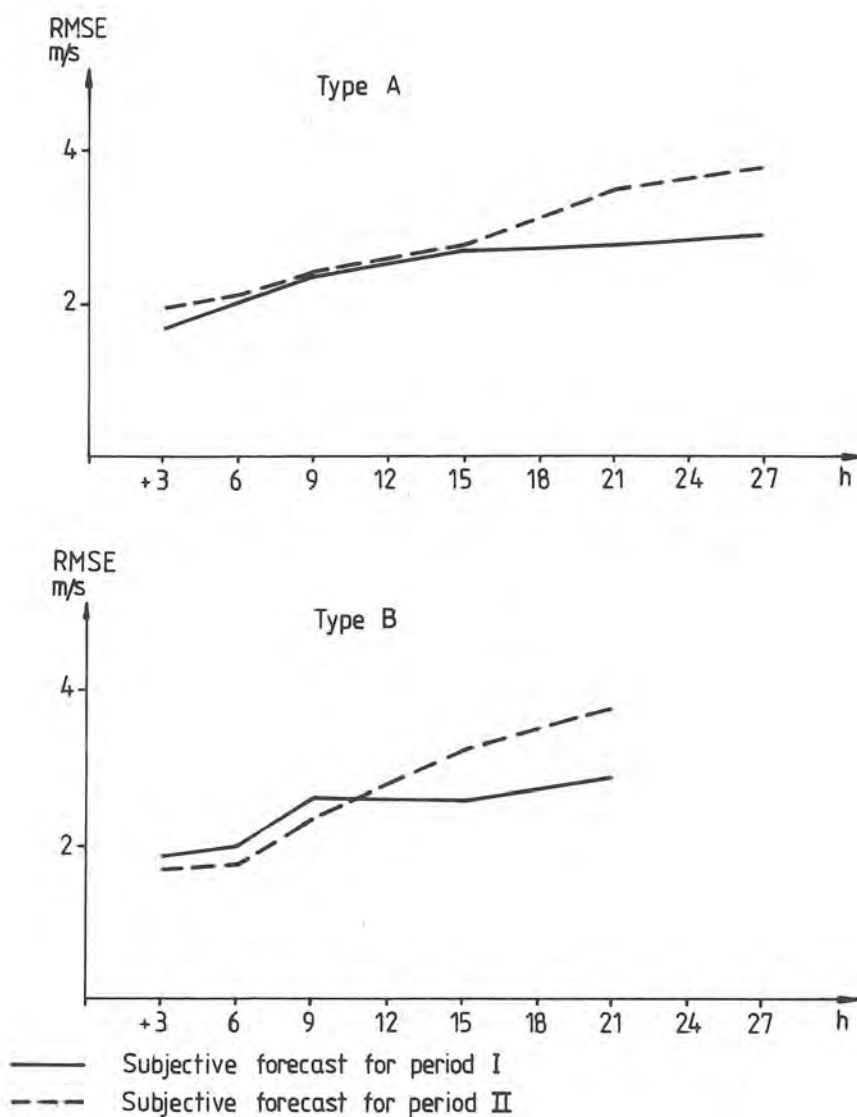 RMSE
m/s
Type A
4
2
+3 6 9 12 15 18 21 24 27 h
RMSE
m/s
Type B
4
2
+3 6 9 12 15 18 21 24 27 h
Subjective forecast for period I
Subjective forecast for period II